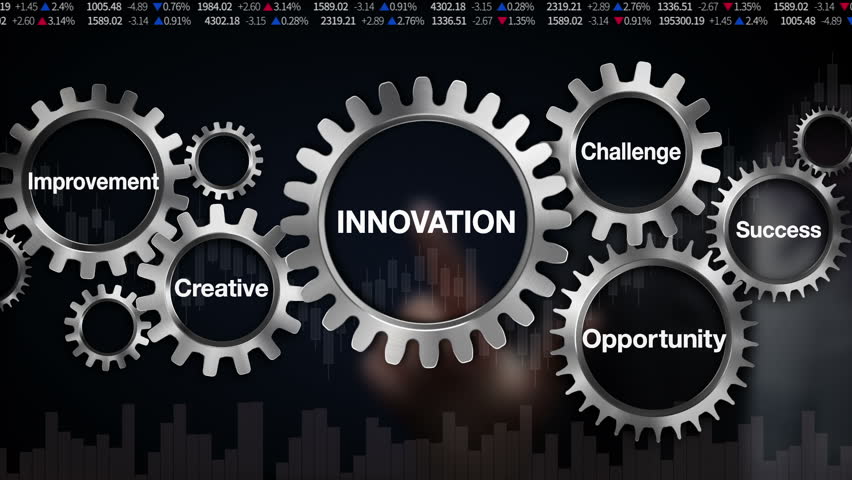 .19 +1.45 ▲ 2.4% 1005.48 -4.89 ▼ 0.76% 1984.02 +2.60 ▲ 3.14% 1589.02 -3.14 ▲ 0.91% 4302.18 -3.15 ▲ 0.28% 2319.21 +2.89 ▲ 2.76% 1336.51 -2.67 ▼ 1.35% 1589.02 -3.14 ▲ 0.91%
+2.60 ▲ 3.14% 1589.02 -3.14 ▲ 0.91% 4302.18 -3.15 ▲ 0.28% 2319.21 +2.89 ▲ 2.76% 1336.51 -2.67 ▼ 1.35% 1589.02 -3.14 ▲ 0.91% 195300.19 +1.45 ▲ 2.4% 1005.48 -4.89
Challenge
Improvement
INNOVATION
Success
Creative
Opportunity